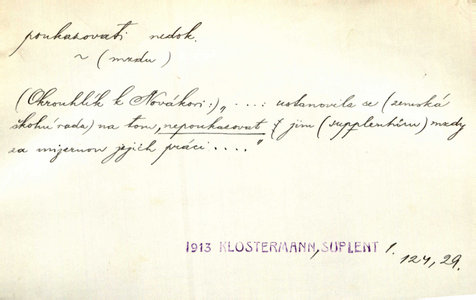 poukazovati nedok.
~ (mzdu)
(Okrouhlík k Novákovi:) „ . . . : ustanovila se (zemská
školní rada) na tom, nepoukazovat jim (supplentům) mzdy
za mizernou jejich práci . . . . "
1913 KLOSTERMANN, SUPLENT 1.
124, 29.